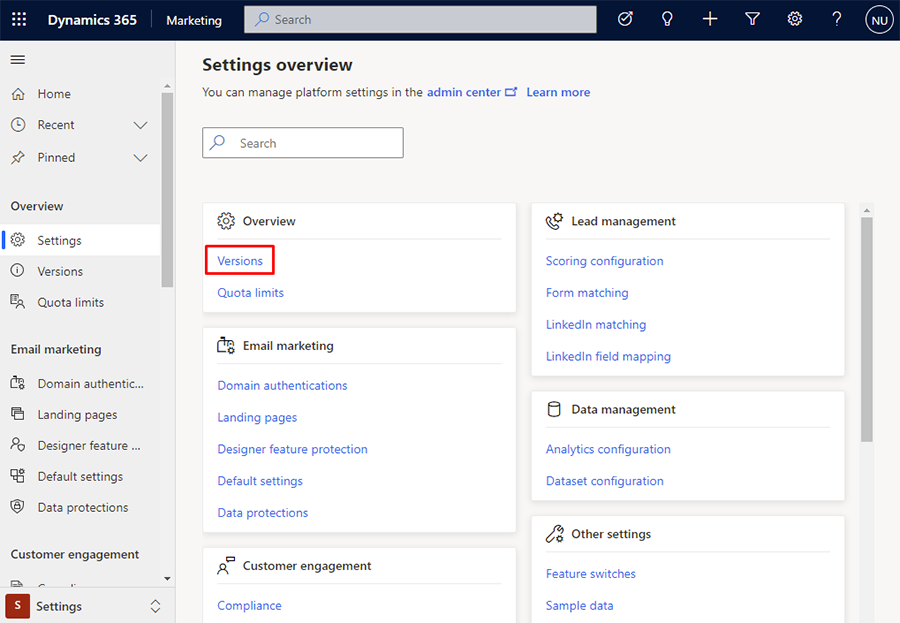 Dynamics 365
Marketing
Search
NU
Home
Recent
Pinned
Overview
Settings
Versions
Quota limits
Email marketing
Domain authentic...
Landing pages
Designer feature ...
Default settings
Data protections
Customer engagement
S
Settings
Settings overview
You can manage platform settings in the admin center Learn more
Search
Overview
Versions
Quota limits
Email marketing
Domain authentications
Landing pages
Designer feature protection
Default settings
Data protections
Customer engagement
Compliance
Lead management
Scoring configuration
Form matching
LinkedIn matching
LinkedIn field mapping
Data management
Analytics configuration
Dataset configuration
Other settings
Feature switches
Sample data